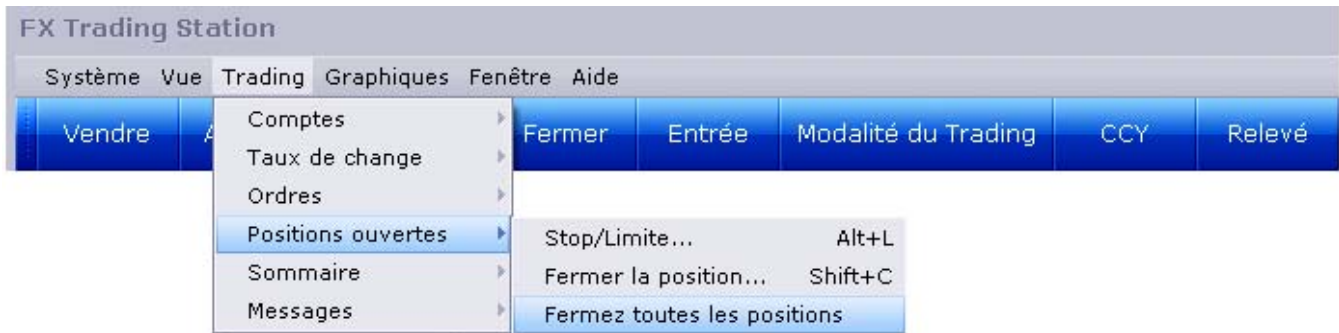 FX Trading Station
Système Vue Trading Graphiques Fenêtre Aide
Vendre Fermer Entrée Modalité du Trading CCY Relevé
Comptes
Taux de change
Ordres
Positions ouvertes
Sommaire
Messages
Stop/Limite... Alt+L
Fermer la position... Shift+C
Fermez toutes les positions